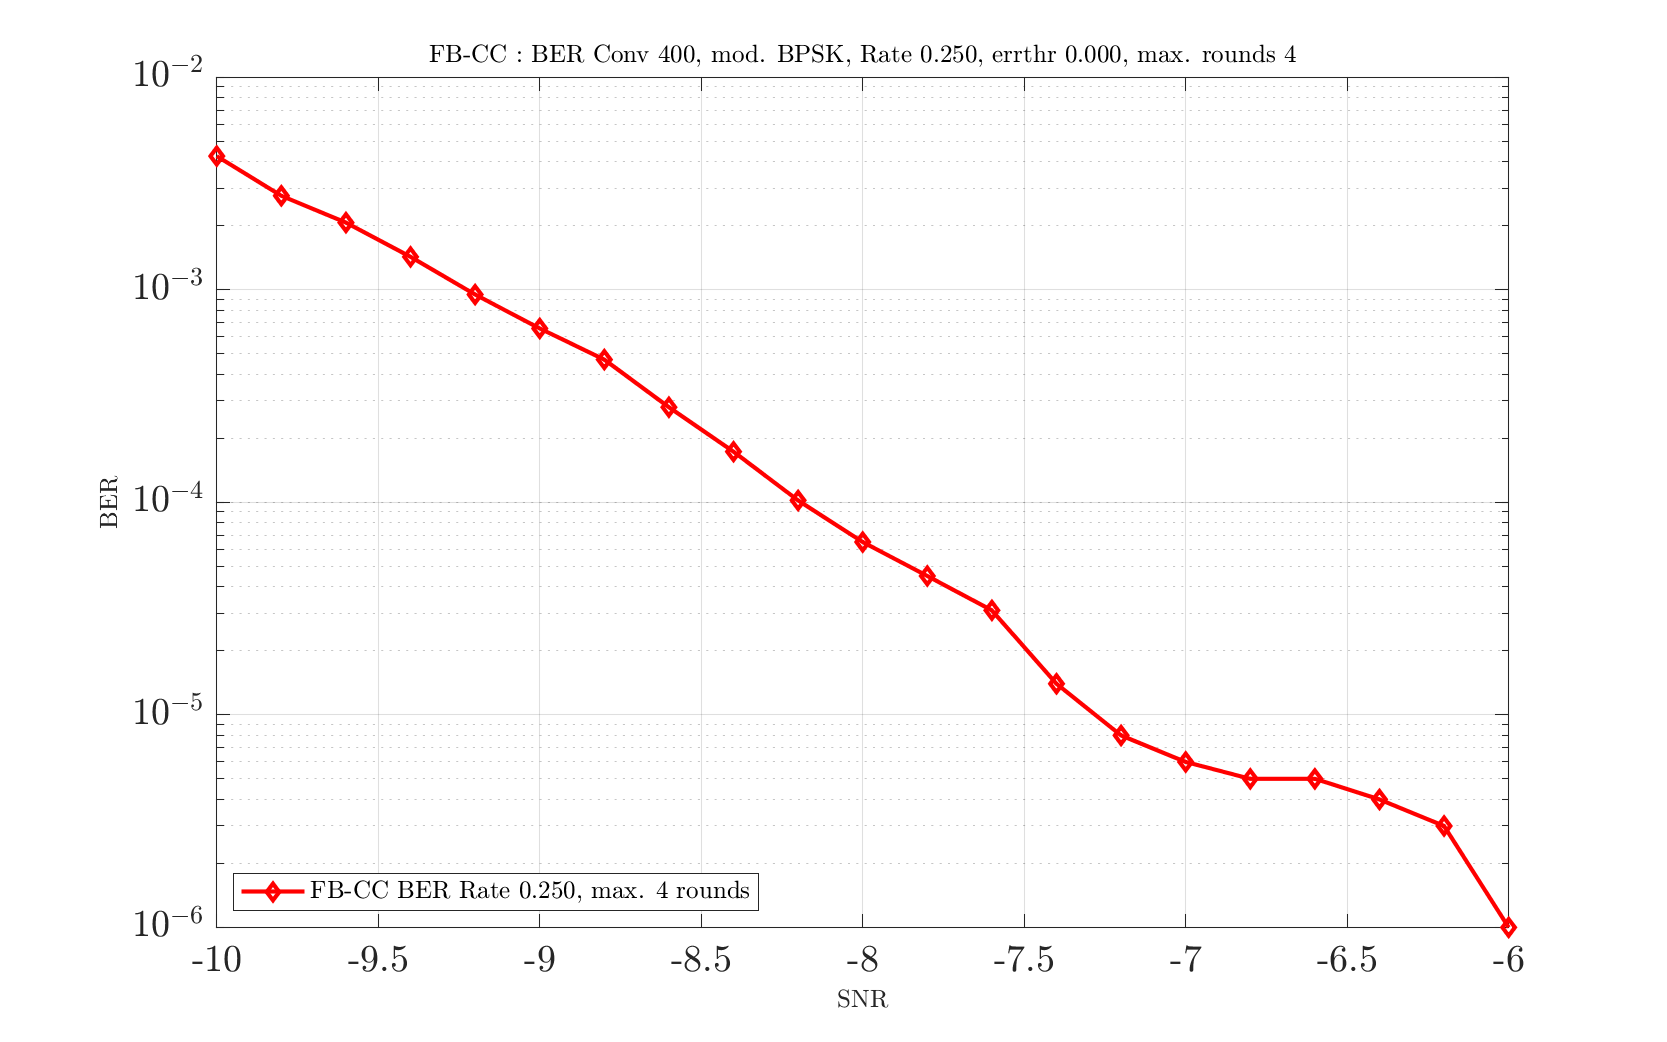 FB-CC : BER Conv 400, mod. BPSK, Rate 0.250, errthr 0.000, max. rounds 4
10⁻²
10⁻³
10⁻⁴
10⁻⁵
10⁻⁶
BER
FB-CC BER Rate 0.250, max. 4 rounds
-10 -9.5 -9 -8.5 -8 -7.5 -7 -6.5 -6
SNR